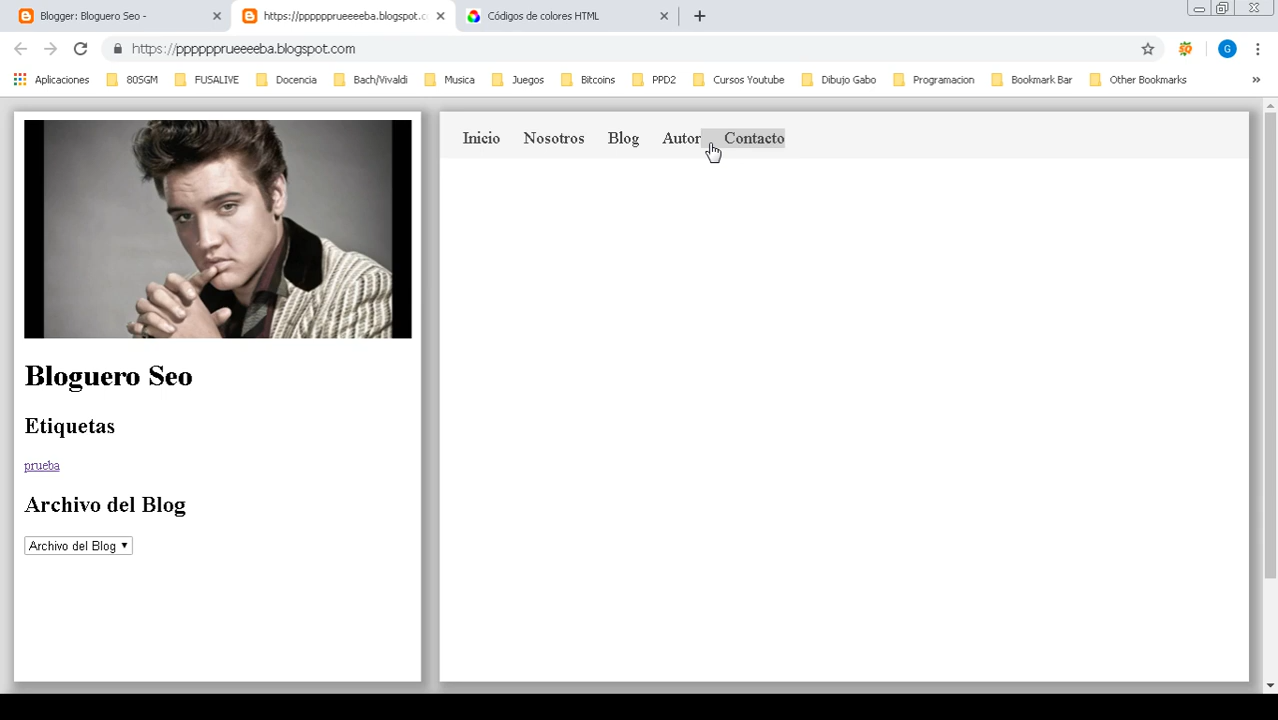 Blogger: Bloguero Seo -
https://ppppppprueeeeba.blogspot.c
Códigos de colores HTML
https://ppppppprueeeeba.blogspot.com
Aplicaciones 80SGM FUSALIVE Docencia Bach/Vivaldi Musica Juegos Bitcoins PPD2 Cursos Youtube Dibujo Gabo Programacion Bookmark Bar Other Bookmarks »
Inicio Nosotros Blog Autor Contacto
Bloguero Seo
Etiquetas
prueba
Archivo del Blog
Archivo del Blog